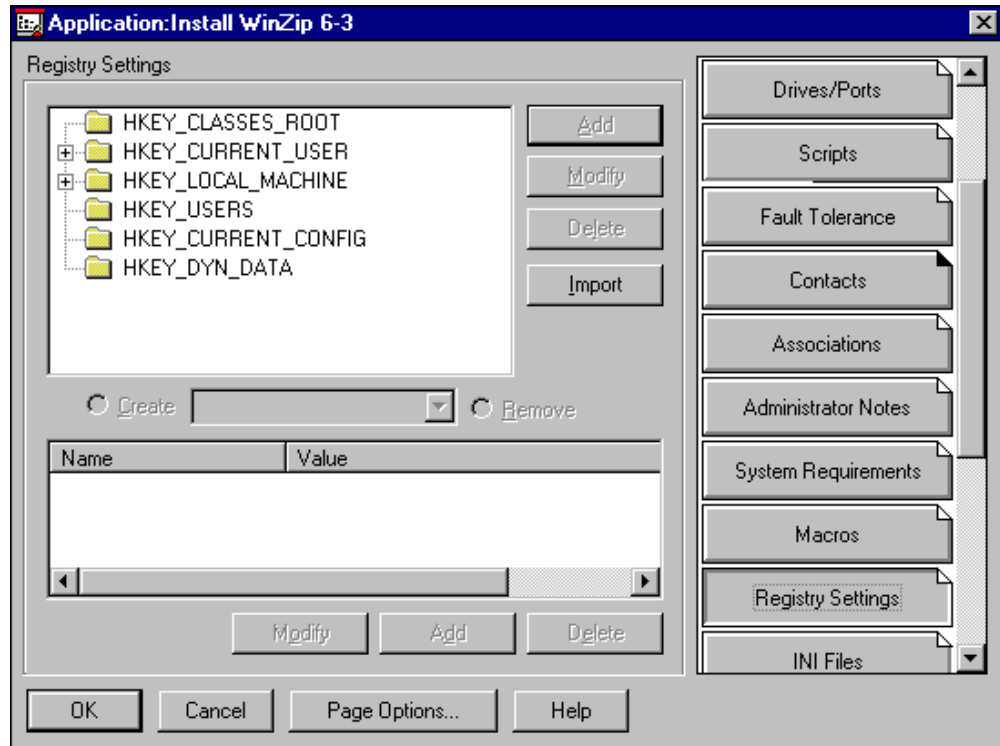 Application:Install WinZip 6-3
Registry Settings
HKEY_CLASSES_ROOT
HKEY_CURRENT_USER
HKEY_LOCAL_MACHINE
HKEY_USERS
HKEY_CURRENT_CONFIG
HKEY_DYN_DATA
Add
Modify
Delete
Import
Create
Remove
Name Value
Modify Add Delete
OK Cancel Page Options... Help
Drives/Ports
Scripts
Fault Tolerance
Contacts
Associations
Administrator Notes
System Requirements
Macros
Registry Settings
INI Files